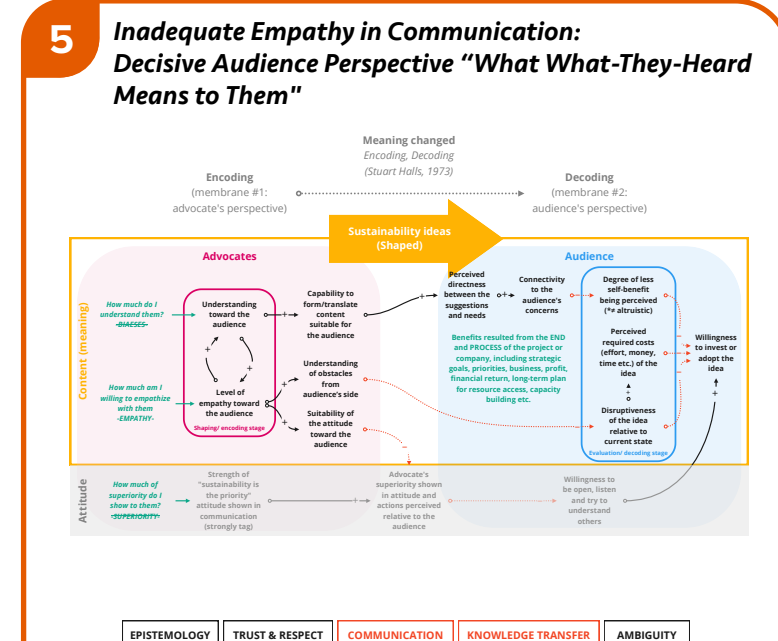 5
Inadequate Empathy in Communication:
Decisive Audience Perspective “What What-They-Heard
Means to Them"
Meaning changed
Encoding, Decoding
(Stuart Halls, 1973)
Encoding
(membrane #1:
advocate's perspective)
Decoding
(membrane #2:
audience's perspective)
Sustainability ideas
(Shaped)
Advocates
Audience
Content (meaning)
How much do I
understand them?
-BIAESES-
How much am I
willing to empathize
with them
-EMPATHY-
Understanding
toward the
audience
+
+
Level of
empathy toward
the audience
Shaping/ encoding stage
+
+
+
Capability to
form/translate
content
suitable for
the audience
Understanding
of obstacles
from
audience's side
Suitability of
the attitude
toward the
audience
+
Perceived
directness
between the
suggestions
and needs
+
Connectivity
to the
audience's
concerns
-
Benefits resulted from the END
and PROCESS of the project or
company, including strategic
goals, priorities, business, profit,
financial return, long-term plan
for resource access, capacity
building etc.
Degree of less
self-benefit
being perceived
(*≠ altruistic)
Perceived
required costs
(effort, money,
time etc.) of the
idea
+
Disruptiveness
of the idea
relative to
current state
Evaluation/ decoding stage
-
-
-
Willingness
to invest or
adopt the
idea
+
Attitude
How much of
superiority do I
show to them?
-SUPERIORITY-
Strength of
"sustainability is
the priority"
attitude shown in
communication
(strongly tag)
+
Advocate's
superiority shown
in attitude and
actions perceived
relative to the
audience
-
Willingness to
be open, listen
and try to
understand
others
EPISTEMOLOGY
TRUST & RESPECT
COMMUNICATION
KNOWLEDGE TRANSFER
AMBIGUITY